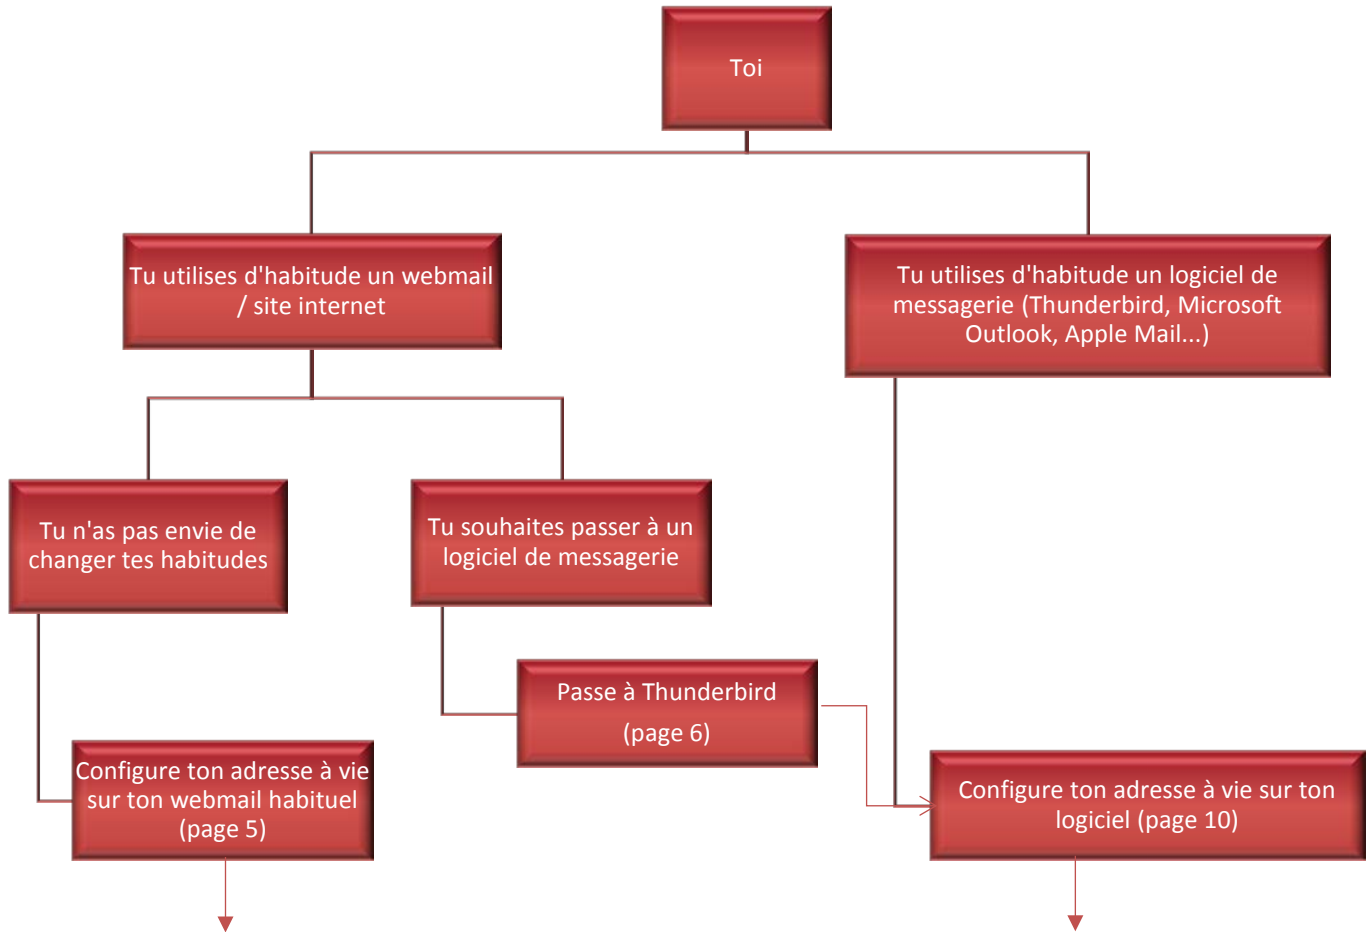 Toi
Tu utilises d'habitude un webmail
/ site internet
Tu utilises d'habitude un logiciel de
messagerie (Thunderbird, Microsoft
Outlook, Apple Mail...)
Tu n'as pas envie de
changer tes habitudes
Tu souhaites passer à un
logiciel de messagerie
Passe à Thunderbird
(page 6)
Configure ton adresse à vie
sur ton webmail habituel
(page 5)
Configure ton adresse à vie sur ton
logiciel (page 10)